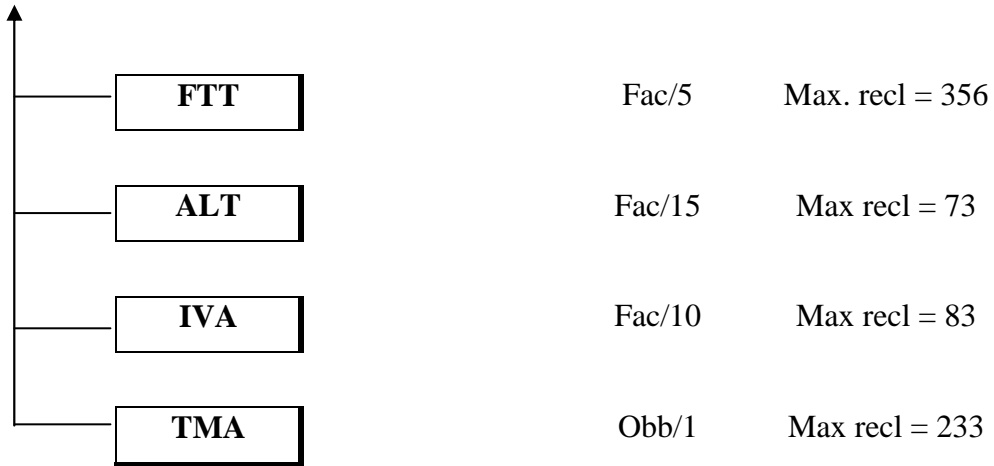 FTT Fac/5 Max. recl = 356
ALT Fac/15 Max recl = 73
IVA Fac/10 Max recl = 83
TMA Obb/1 Max recl = 233